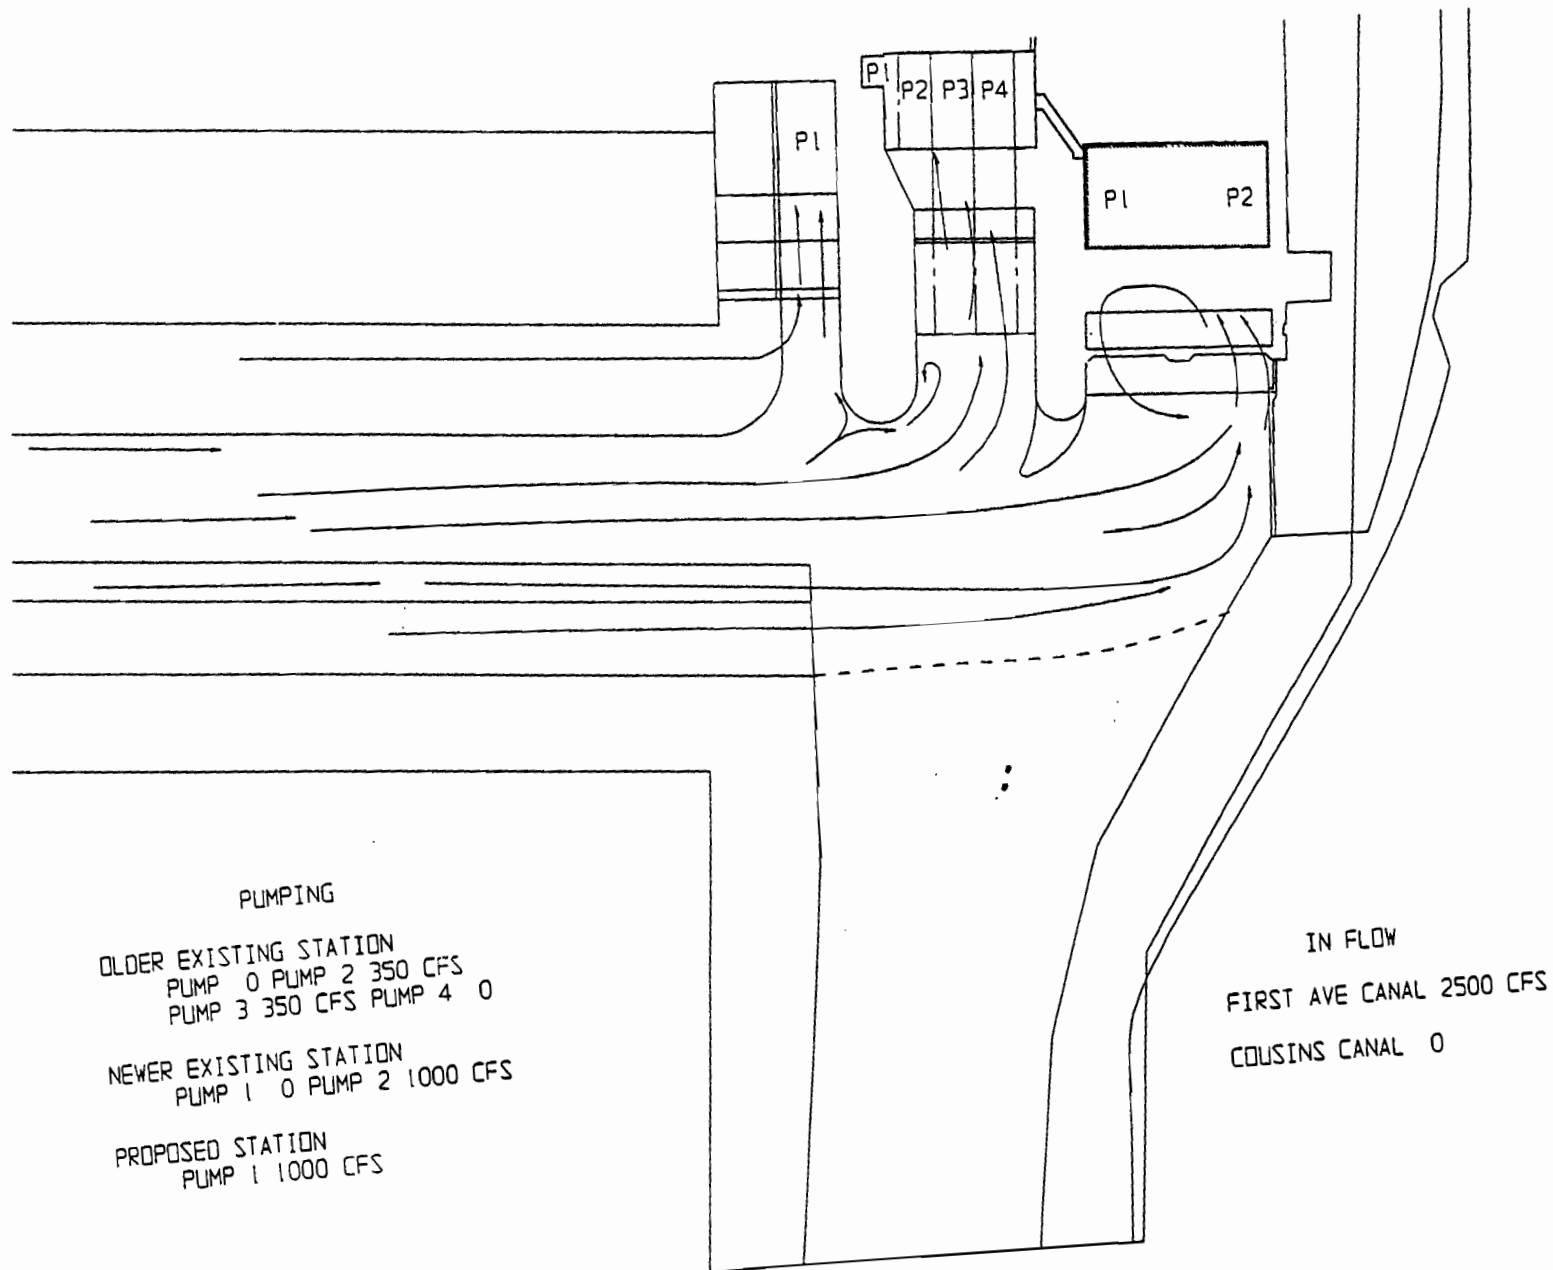 P1
P2 P3 P4
P1
P1 P2
PUMPING
OLDER EXISTING STATION
PUMP 0 PUMP 2 350 CFS
PUMP 3 350 CFS PUMP 4 0
NEWER EXISTING STATION
PUMP 1 0 PUMP 2 1000 CFS
PROPOSED STATION
PUMP 1 1000 CFS
IN FLOW
FIRST AVE CANAL 2500 CFS
COUSINS CANAL 0